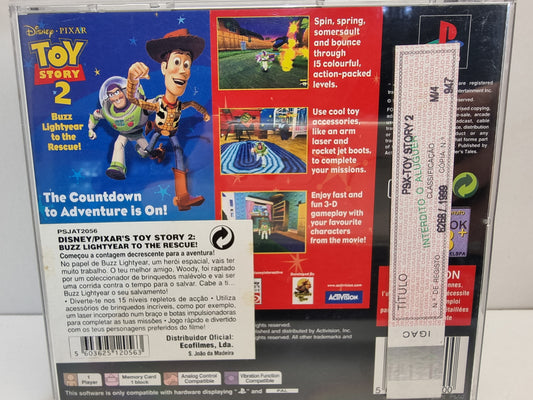 DISNEY · PIXAR
TOY STORY 2
Buzz Lightyear
to the Rescue!
The Countdown
to Adventure is On!
Spin, spring,
somersault
and bounce
through
15 colourful,
action-packed
levels.
Use cool toy
accessories,
like an arm
laser and
rocket jet boots,
to complete
your missions.
Enjoy fast and
fun 3-D
gameplay with
your favourite
characters
from the movie.
ACTIVISION
PSJAT2056
DISNEY/PIXAR'S TOY STORY 2:
BUZZ LIGHTYEAR TO THE RESCUE!
Começou a contagem decrescente para a aventura!
No papel de Buzz Lightyear, um herói espacial, vais ter
muito trabalho. O teu melhor amigo, Woody, foi raptado
por um coleccionador de brinquedos malévolo e vai ser
uma corrida contra o tempo para o salvar. Cabe a ti...
Buzz Lightyear o seu salvamento!
• Diverte-te nos 15 níveis repletos de acção • Utiliza
acessórios de brinquedos incríveis, como por exemplo,
um laser incorporado num braço e botas impulsionadoras
para completar as tuas missões • Jogo rápido e divertido
com os teus personagens preferidos do filme!
5 603625 120563
Distribuidor Oficial:
Ecofilmes, Lda.
S. João da Madeira
IGAC
TÍTULO
PSX-TOY STORY 2
INTERDITO O ALUGUER
CLASSIFICAÇÃO
M/4
N.º DE REGISTO
6268/1999
COPIA N.º
947
1
Player
Memory Card
1 block
Analog Control
Compatible
Vibration Function
Compatible
This software is only compatible with hardware displaying
and
PAL